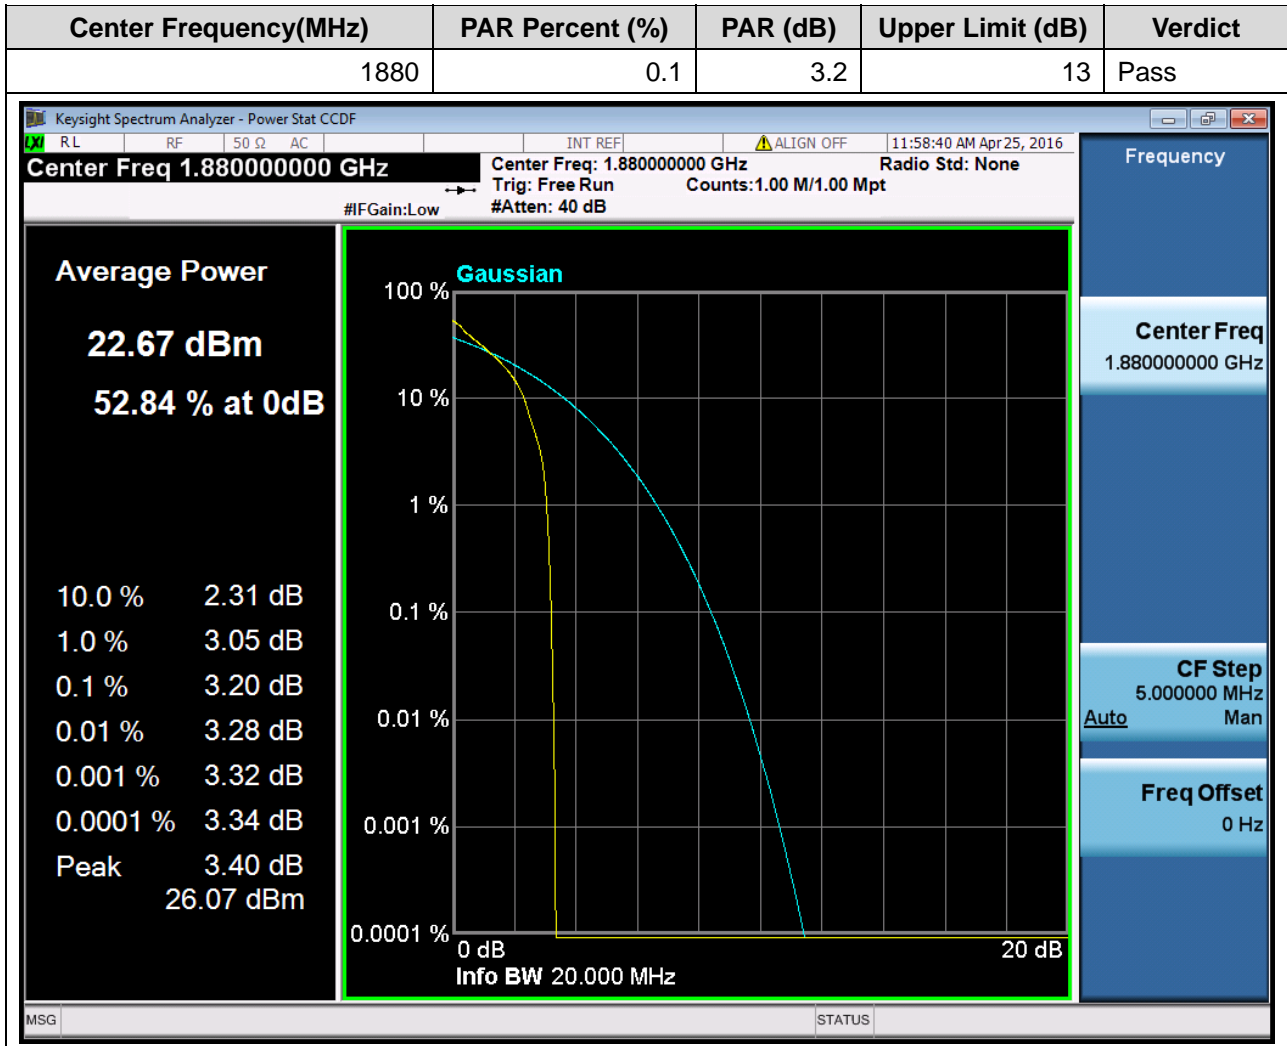 Center Frequency(MHz) PAR Percent (%) PAR (dB) Upper Limit (dB) Verdict
1880 0.1 3.2 13 Pass
Keysight Spectrum Analyzer - Power Stat CCDF
LXI RL RF 50 Ω AC INT REF ALIGN OFF 11:58:40 AM Apr 25, 2016
Center Freq 1.880000000 GHz
Center Freq: 1.880000000 GHz Radio Std: None
Trig: Free Run Counts:1.00 M/1.00 Mpt
#IFGain:Low #Atten: 40 dB
Average Power
22.67 dBm
52.84 % at 0dB
10.0 % 2.31 dB
1.0 % 3.05 dB
0.1 % 3.20 dB
0.01 % 3.28 dB
0.001 % 3.32 dB
0.0001 % 3.34 dB
Peak 3.40 dB
26.07 dBm
Gaussian
100 %
10 %
1 %
0.1 %
0.01 %
0.001 %
0.0001 %
0 dB 20 dB
Info BW 20.000 MHz
Frequency
Center Freq
1.880000000 GHz
CF Step
5.000000 MHz
Auto Man
Freq Offset
0 Hz
MSG STATUS